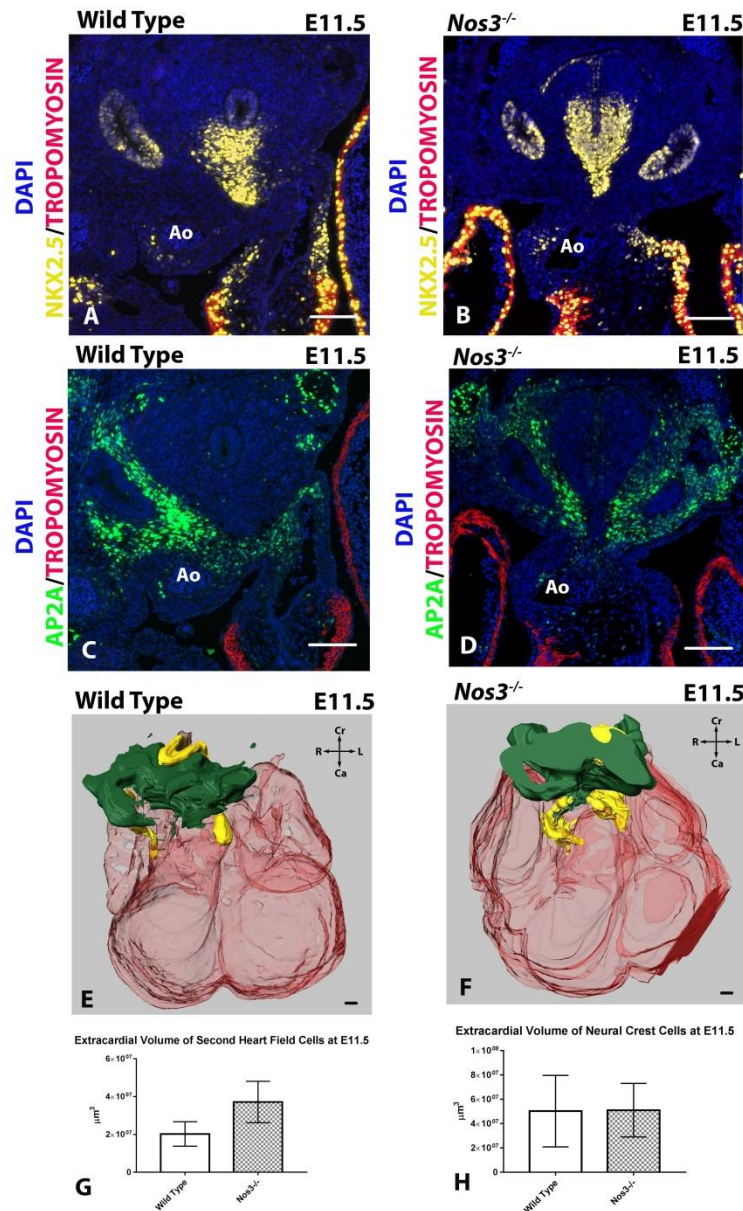 Wild Type E11.5
Nos3-/- E11.5
DAPI
NKX2.5/TROPOMYOSIN
Ao
A
DAPI
NKX2.5/TROPOMYOSIN
Ao
B
Wild Type E11.5
Nos3-/- E11.5
DAPI
AP2A/TROPOMYOSIN
Ao
C
DAPI
AP2A/TROPOMYOSIN
Ao
D
Wild Type E11.5
Nos3-/- E11.5
Cr
R L
Ca
E
Cr
R L
Ca
F
Extracardial Volume of Second Heart Field Cells at E11.5
6×10^07
4×10^07
2×10^07
0
µm³
Wild Type
Nos3-/-
G
Extracardial Volume of Neural Crest Cells at E11.5
1×10^08
8×10^07
6×10^07
4×10^07
2×10^07
0
µm³
Wild Type
Nos3-/-
H